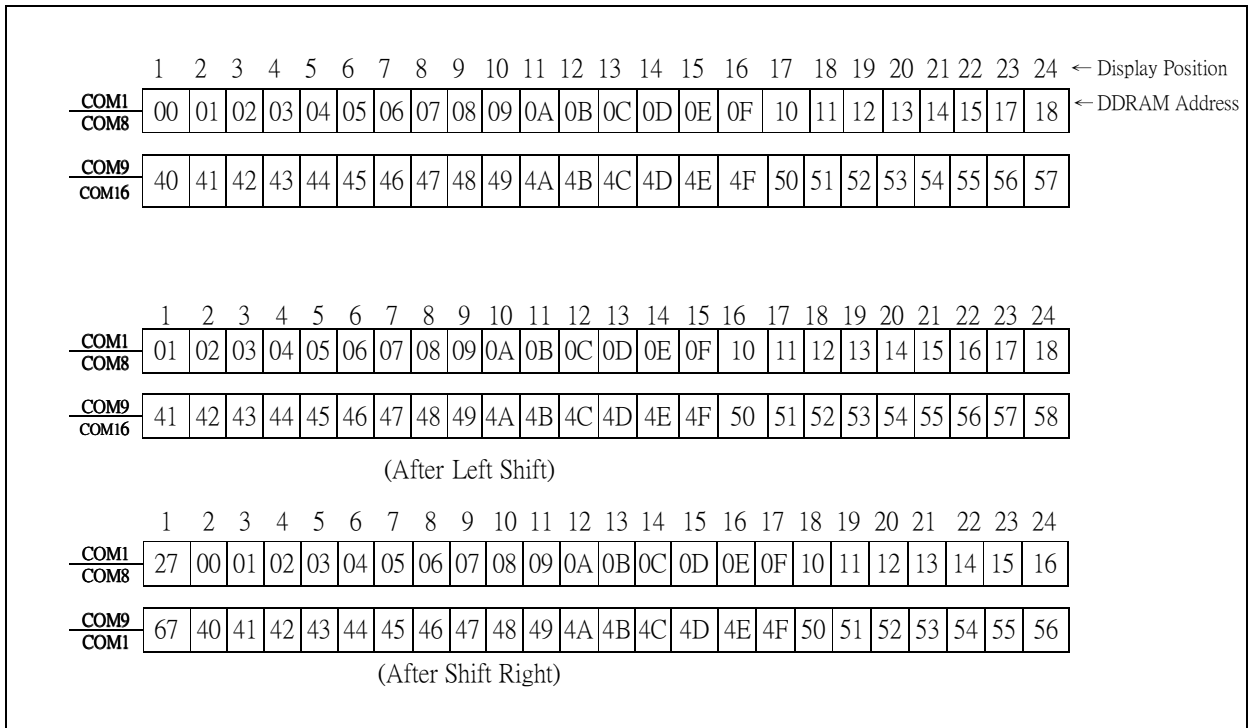 1 2 3 4 5 6 7 8 9 10 11 12 13 14 15 16 17 18 19 20 21 22 23 24 ← Display Position
COM1
COM8
00 01 02 03 04 05 06 07 08 09 0A 0B 0C 0D 0E 0F 10 11 12 13 14 15 17 18 ← DDRAM Address
COM9
COM16
40 41 42 43 44 45 46 47 48 49 4A 4B 4C 4D 4E 4F 50 51 52 53 54 55 56 57
1 2 3 4 5 6 7 8 9 10 11 12 13 14 15 16 17 18 19 20 21 22 23 24
COM1
COM8
01 02 03 04 05 06 07 08 09 0A 0B 0C 0D 0E 0F 10 11 12 13 14 15 16 17 18
COM9
COM16
41 42 43 44 45 46 47 48 49 4A 4B 4C 4D 4E 4F 50 51 52 53 54 55 56 57 58
(After Left Shift)
1 2 3 4 5 6 7 8 9 10 11 12 13 14 15 16 17 18 19 20 21 22 23 24
COM1
COM8
27 00 01 02 03 04 05 06 07 08 09 0A 0B 0C 0D 0E 0F 10 11 12 13 14 15 16
COM9
COM1
67 40 41 42 43 44 45 46 47 48 49 4A 4B 4C 4D 4E 4F 50 51 52 53 54 55 56
(After Shift Right)